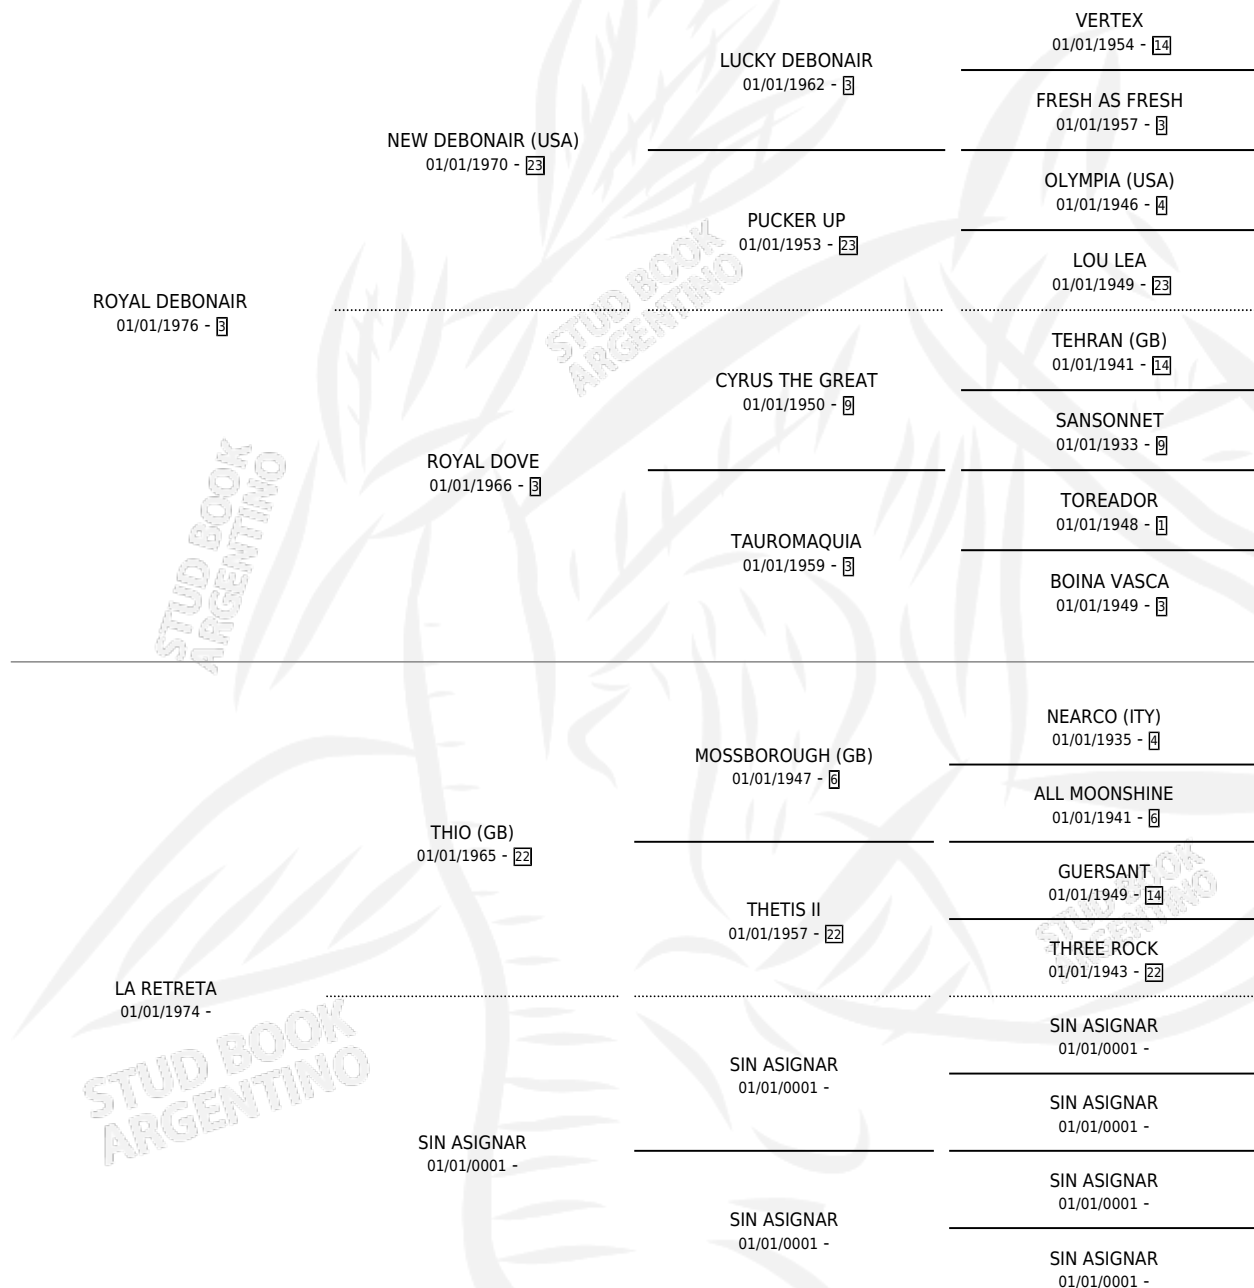 VERTEX
01/01/1954 - 14
LUCKY DEBONAIR
01/01/1962 - 3
FRESH AS FRESH
01/01/1957 - 3
NEW DEBONAIR (USA)
01/01/1970 - 23
OLYMPIA (USA)
01/01/1946 - 4
PUCKER UP
01/01/1953 - 23
LOU LEA
01/01/1949 - 23
ROYAL DEBONAIR
01/01/1976 - 3
STUD BOOK
ARGENTINO
TEHRAN (GB)
01/01/1941 - 14
CYRUS THE GREAT
01/01/1950 - 9
SANSONNET
01/01/1933 - 9
ROYAL DOVE
01/01/1966 - 3
TOREADOR
01/01/1948 - 1
TAUROMAQUIA
01/01/1959 - 3
BOINA VASCA
01/01/1949 - 3
STUD BOOK
ARGENTINO
NEARCO (ITY)
01/01/1935 - 4
MOSSBOROUGH (GB)
01/01/1947 - 6
ALL MOONSHINE
01/01/1941 - 6
THIO (GB)
01/01/1965 - 22
GUERSANT
01/01/1949 - 14
THETIS II
01/01/1957 - 22
STUD BOOK
ARGENTINO
THREE ROCK
01/01/1943 - 22
LA RETRETA
01/01/1974 -
SIN ASIGNAR
01/01/0001 -
SIN ASIGNAR
01/01/0001 -
STUD BOOK
ARGENTINO
SIN ASIGNAR
01/01/0001 -
SIN ASIGNAR
01/01/0001 -
SIN ASIGNAR
01/01/0001 -
SIN ASIGNAR
01/01/0001 -
SIN ASIGNAR
01/01/0001 -